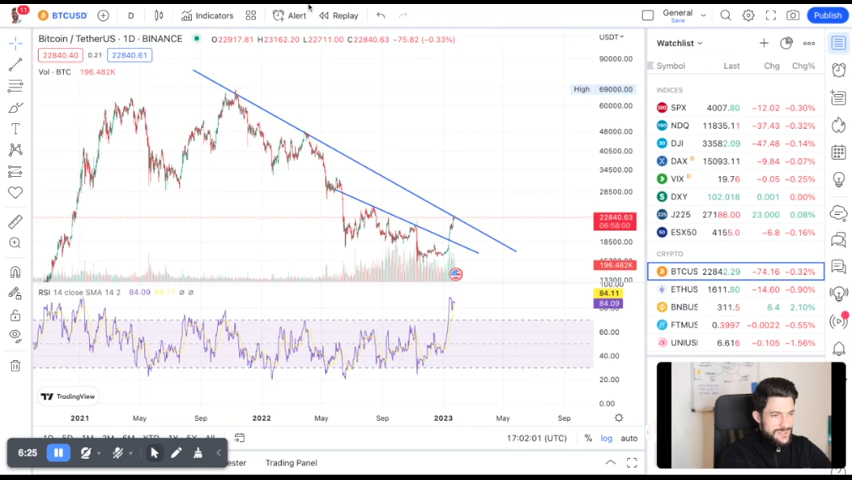 11
BTCUSD
D
Indicators
Alert
Replay
General
Save
Publish
Bitcoin / TetherUS · 1D · BINANCE
O22917.81 H23162.20 L22711.00 C22840.63 −75.82 (−0.33%)
USDT
22840.40
0.21
22840.61
Vol · BTC 196.482K
High 69000.00
60000.00
48000.00
40500.00
34500.00
28500.00
22840.63
06:58:00
18500.00
196.482K
13300.00
RSI 14 close SMA 14 2 84.09 84.11 ∅ ∅
100.00
84.11
84.09
60.00
40.00
20.00
0.00
TradingView
2021
May
Sep
2022
May
Sep
2023
May
Sep
17:02:01 (UTC)
%
log
auto
6:25
Trading Panel
Watchlist
Symbol Last Chg Chg%
INDICES
SPX 4007.80 −12.02 −0.30%
NDQ 11835.11 −37.43 −0.32%
DJI 33582.09 −47.48 −0.14%
DAX D 15093.11 −9.84 −0.07%
VIX D 19.76 −0.05 −0.25%
DXY 102.018 0.001 0.00%
J225 27186.00 23.000 0.08%
ESX50 4155.0 −6.8 −0.16%
CRYPTO
BTCUS 22842.29 −74.16 −0.32%
ETHUS 1611.80 −14.60 −0.90%
BNBUS 311.5 6.4 2.10%
FTMUS 0.3997 −0.0022 −0.55%
UNIUS 6.616 −0.105 −1.56%